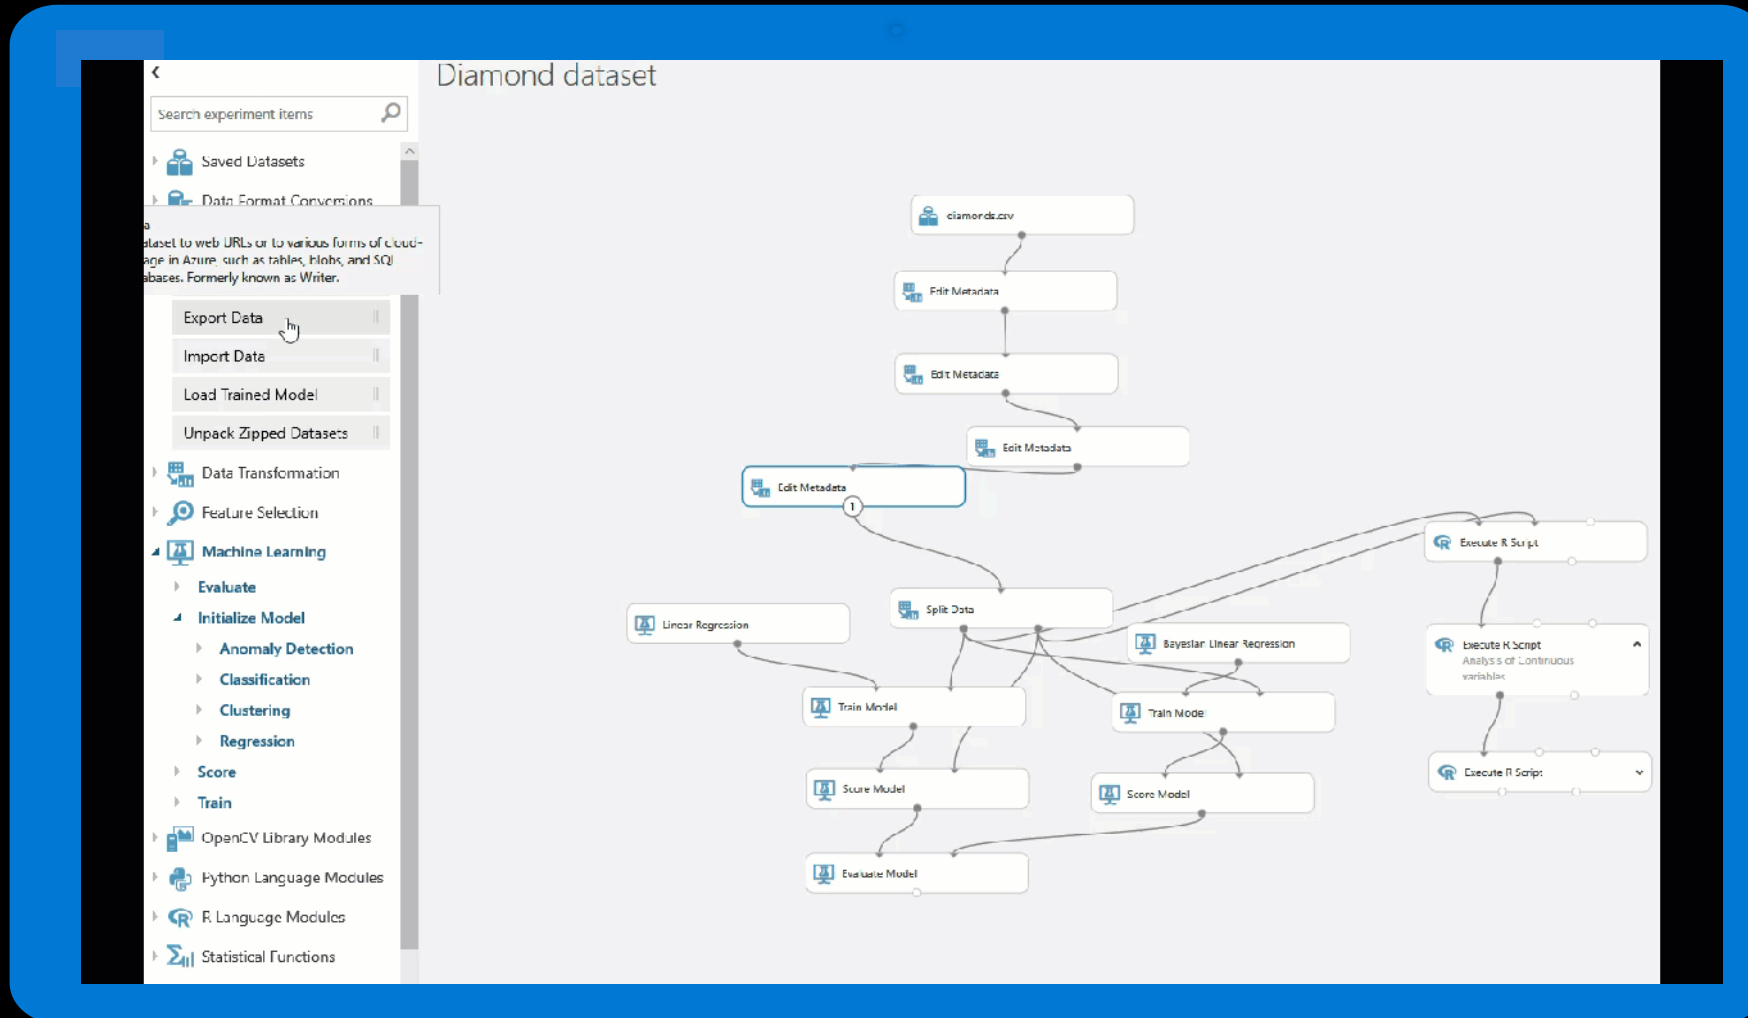 Diamond dataset
Search experiment items
Saved Datasets
Data Format Conversions
a
ataset to web URLs or to various forms of cloud-
age in Azure, such as tables, blobs, and SQL
abases. Formerly known as Writer.
Export Data
Import Data
Load Trained Model
Unpack Zipped Datasets
Data Transformation
Feature Selection
Machine Learning
Evaluate
Initialize Model
Anomaly Detection
Classification
Clustering
Regression
Score
Train
OpenCV Library Modules
Python Language Modules
R Language Modules
Statistical Functions
diamonds.csv
Edit Metadata
Edit Metadata
Edit Metadata
Edit Metadata
1
Split Data
Linear Regression
Bayesian Linear Regression
Train Model
Train Model
Score Model
Score Model
Evaluate Model
Execute R Script
Execute R Script
Analysis of Continuous
variables
Execute R Script